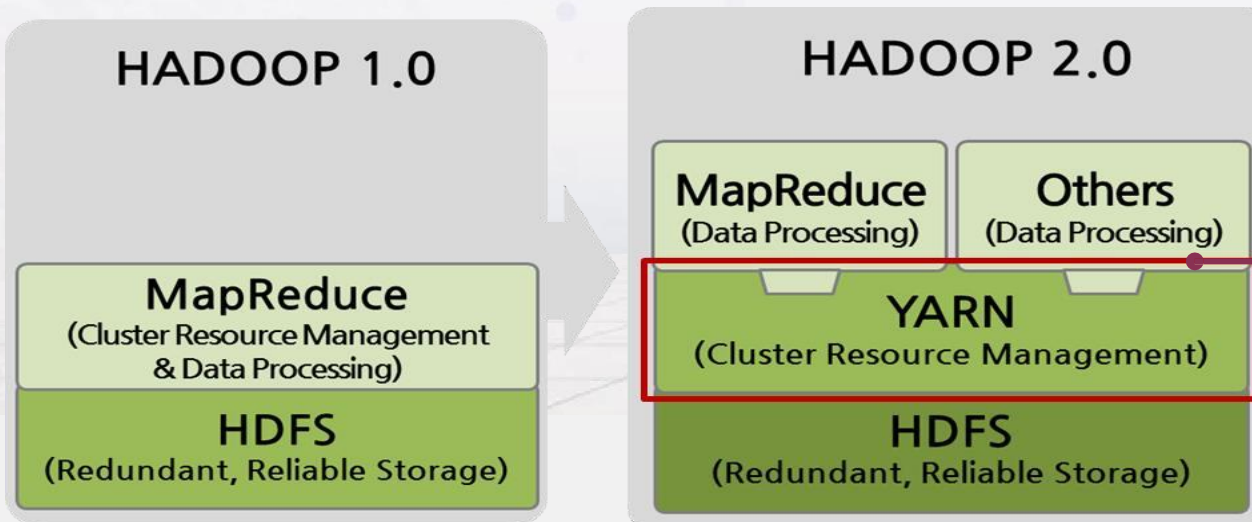 HADOOP 1.0
MapReduce
(Cluster Resource Management
& Data Processing)
HDFS
(Redundant, Reliable Storage)
HADOOP 2.0
MapReduce
(Data Processing)
Others
(Data Processing)
YARN
(Cluster Resource Management)
HDFS
(Redundant, Reliable Storage)